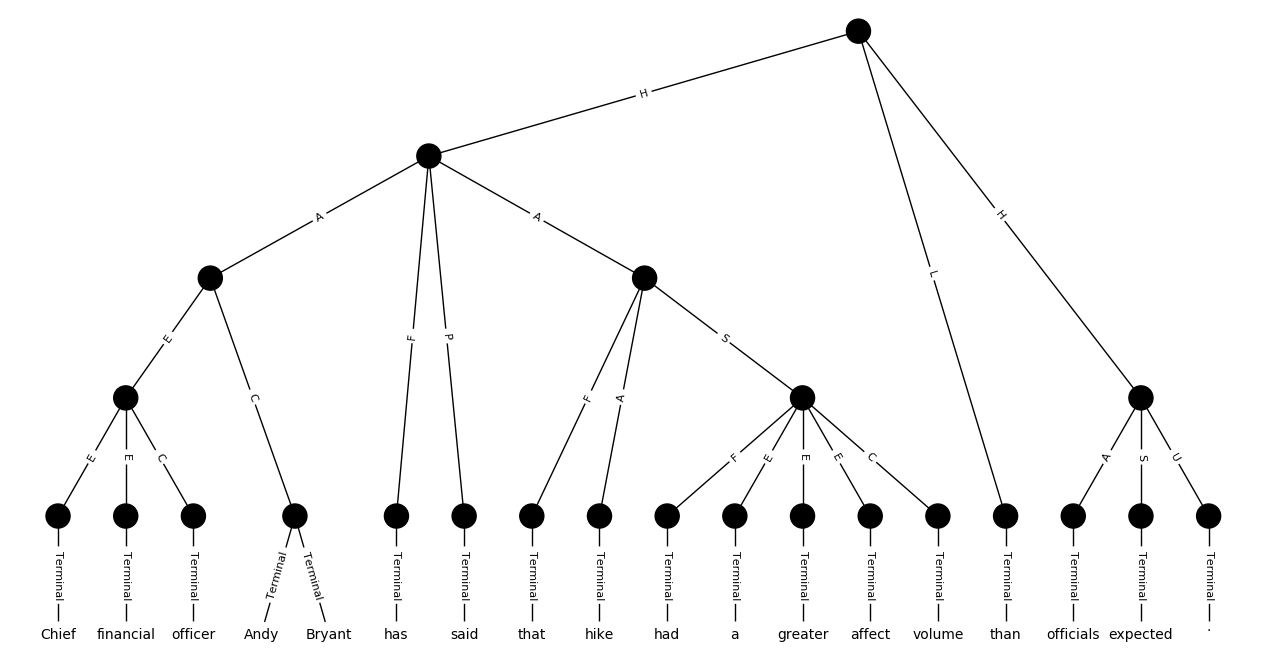 H
A
A
H
L
E
F
P
S
C
F
A
E
E
C
F
E
E
E
C
A
S
U
Terminal Terminal Terminal Terminal Terminal Terminal Terminal Terminal Terminal Terminal Terminal Terminal Terminal Terminal Terminal Terminal Terminal Terminal
Chief financial officer Andy Bryant has said that hike had a greater affect volume than officials expected .